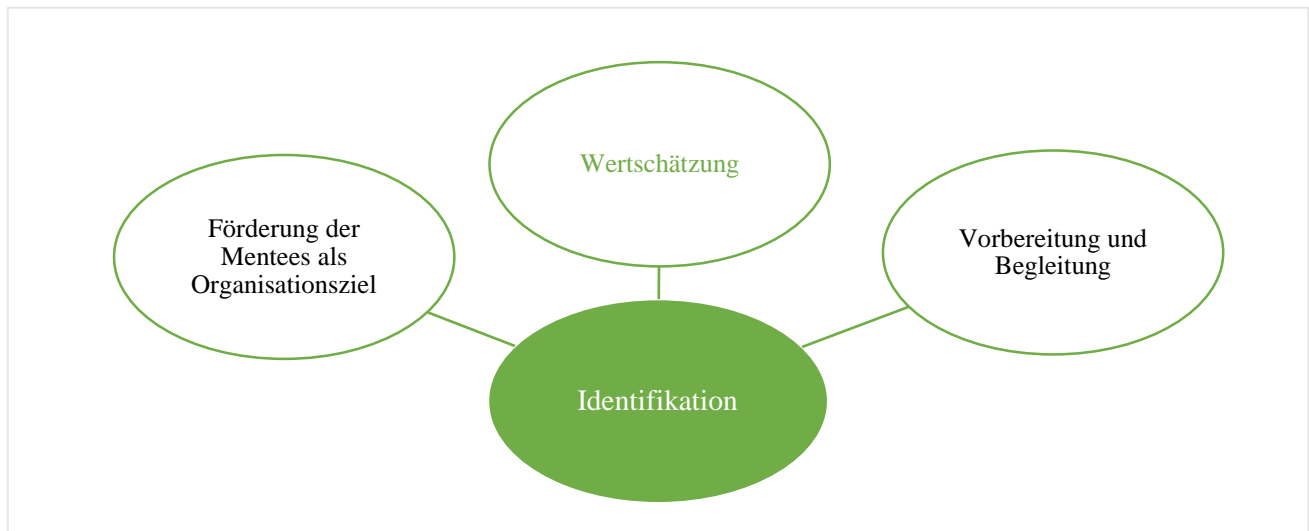 Wertschätzung
Förderung der
Mentees als
Organisationsziel
Vorbereitung und
Begleitung
Identifikation